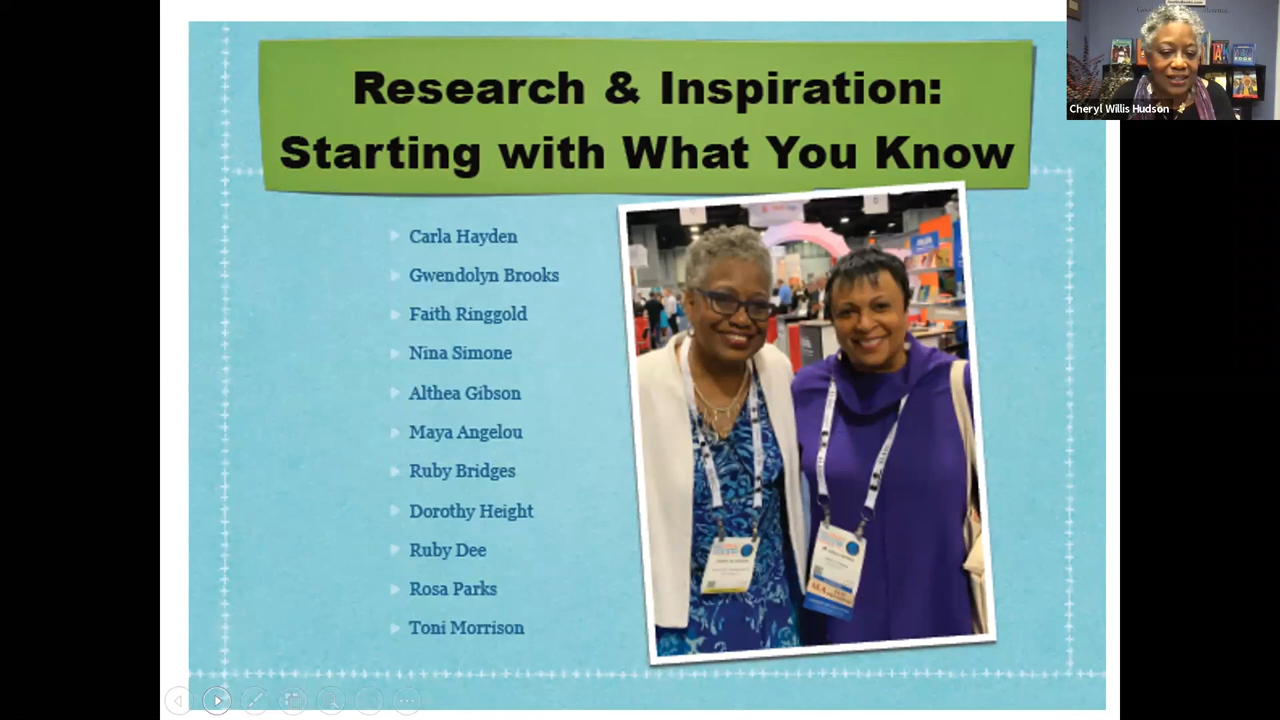 Research & Inspiration:
Starting with What You Know
Carla Hayden
Gwendolyn Brooks
Faith Ringgold
Nina Simone
Althea Gibson
Maya Angelou
Ruby Bridges
Dorothy Height
Ruby Dee
Rosa Parks
Toni Morrison
Cheryl Willis Hudson